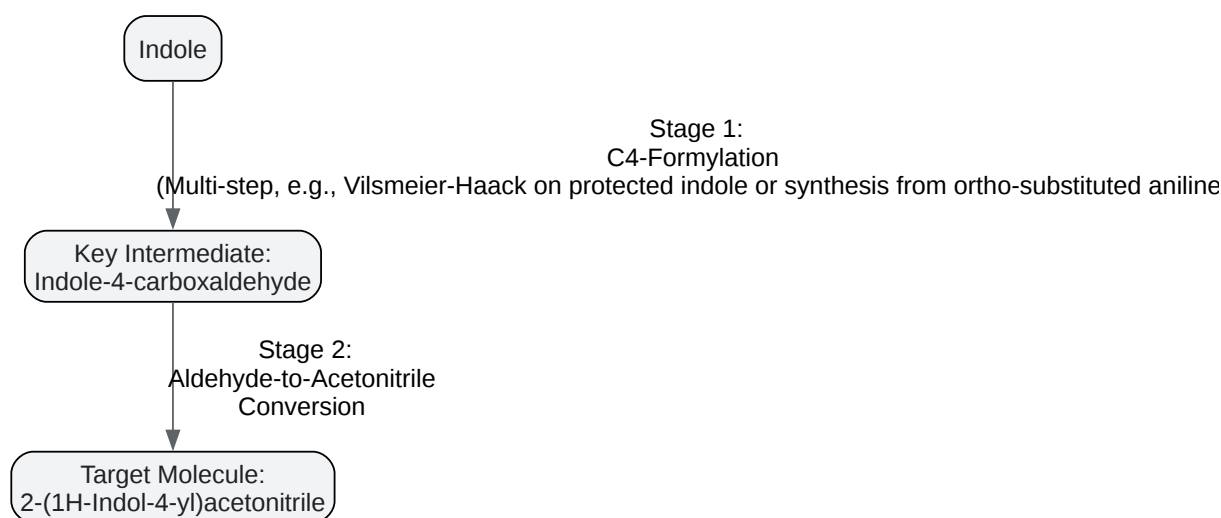 Indole
Stage 1:
C4-Formylation
(Multi-step, e.g., Vilsmeier-Haack on protected indole or synthesis from ortho-substituted aniline
Key Intermediate:
Indole-4-carboxaldehyde
Stage 2:
Aldehyde-to-Acetonitrile
Conversion
Target Molecule:
2-(1H-Indol-4-yl)acetonitrile